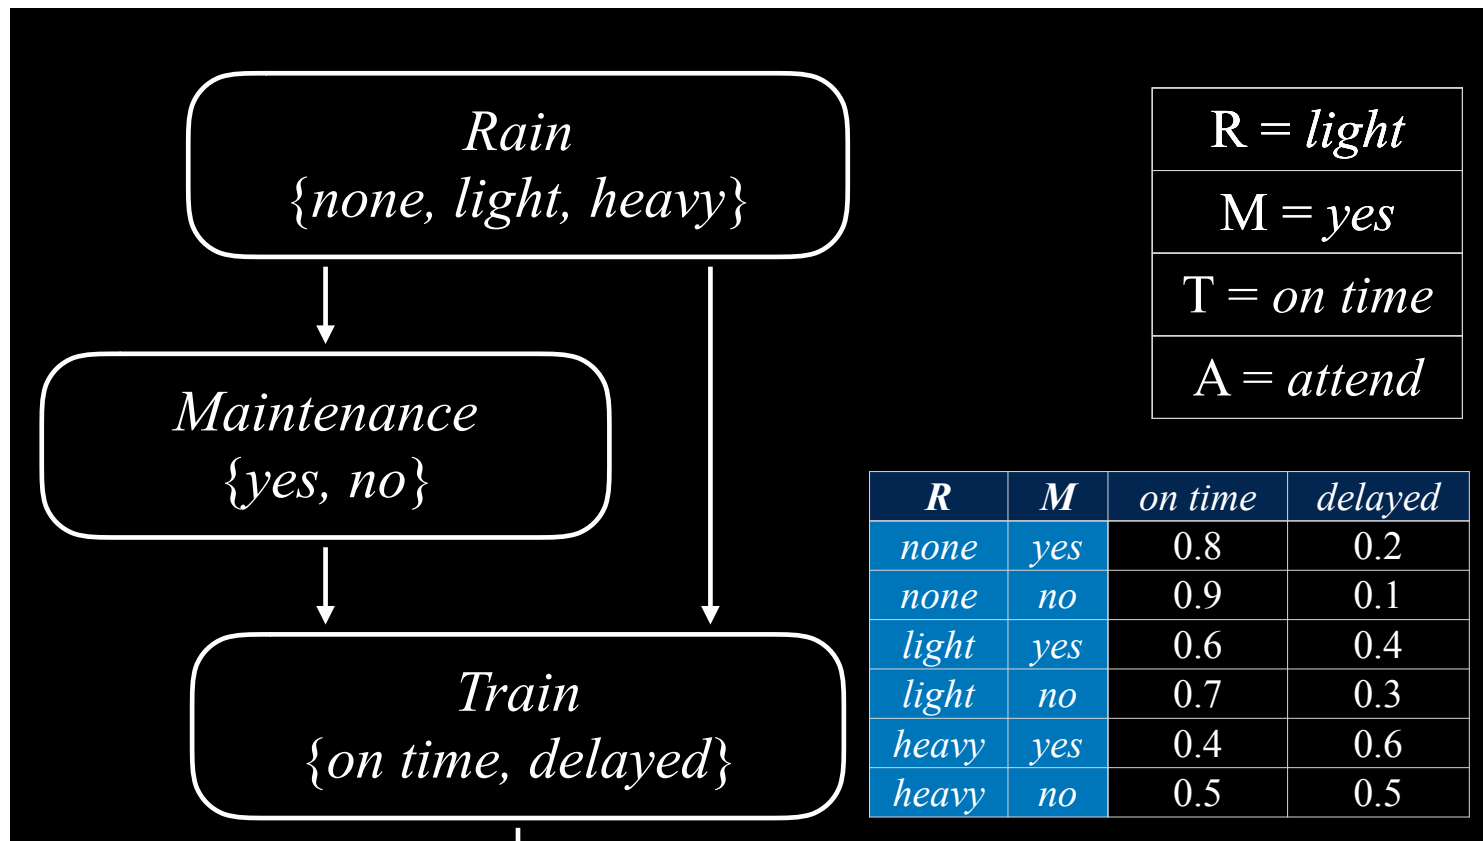 Rain
{none, light, heavy}
Maintenance
{yes, no}
Train
{on time, delayed}
R = light
M = yes
T = on time
A = attend
R M on time delayed
none yes 0.8 0.2
none no 0.9 0.1
light yes 0.6 0.4
light no 0.7 0.3
heavy yes 0.4 0.6
heavy no 0.5 0.5